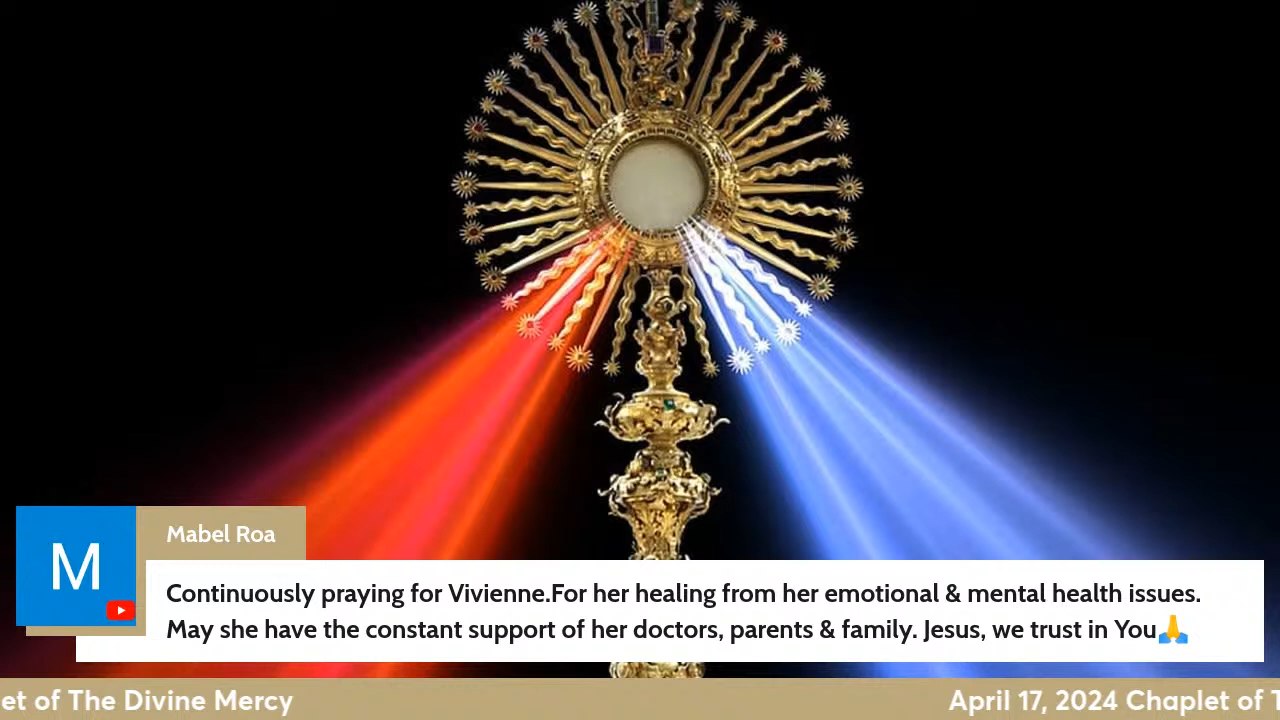 M
Mabel Roa
Continuously praying for Vivienne.For her healing from her emotional & mental health issues.
May she have the constant support of her doctors, parents & family. Jesus, we trust in You🙏
et of The Divine Mercy
April 17, 2024 Chaplet of T